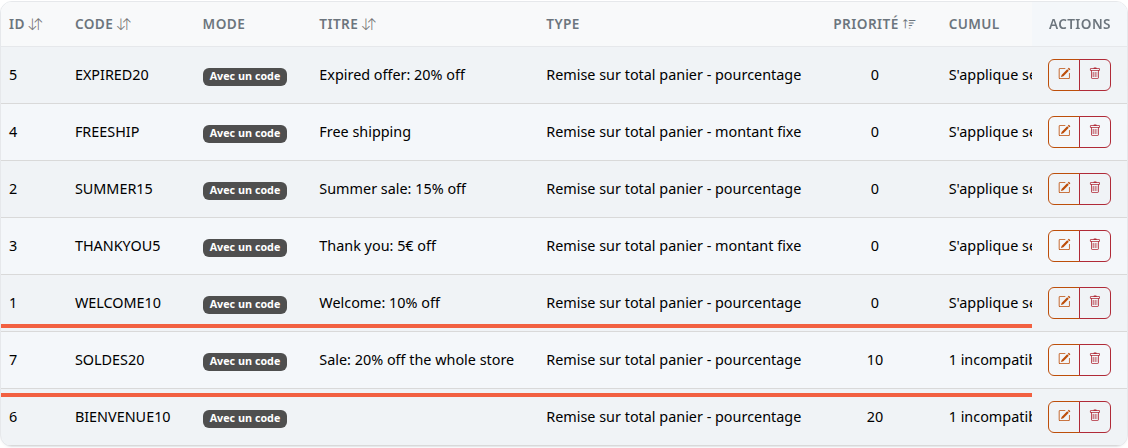 ID CODE MODE TITRE TYPE PRIORITÉ CUMUL ACTIONS
5 EXPIRED20 Avec un code Expired offer: 20% off Remise sur total panier - pourcentage 0 S'applique se
4 FREESHIP Avec un code Free shipping Remise sur total panier - montant fixe 0 S'applique se
2 SUMMER15 Avec un code Summer sale: 15% off Remise sur total panier - pourcentage 0 S'applique se
3 THANKYOU5 Avec un code Thank you: 5€ off Remise sur total panier - montant fixe 0 S'applique se
1 WELCOME10 Avec un code Welcome: 10% off Remise sur total panier - pourcentage 0 S'applique se
7 SOLDES20 Avec un code Sale: 20% off the whole store Remise sur total panier - pourcentage 10 1 incompatib
6 BIENVENUE10 Avec un code Remise sur total panier - pourcentage 20 1 incompatib